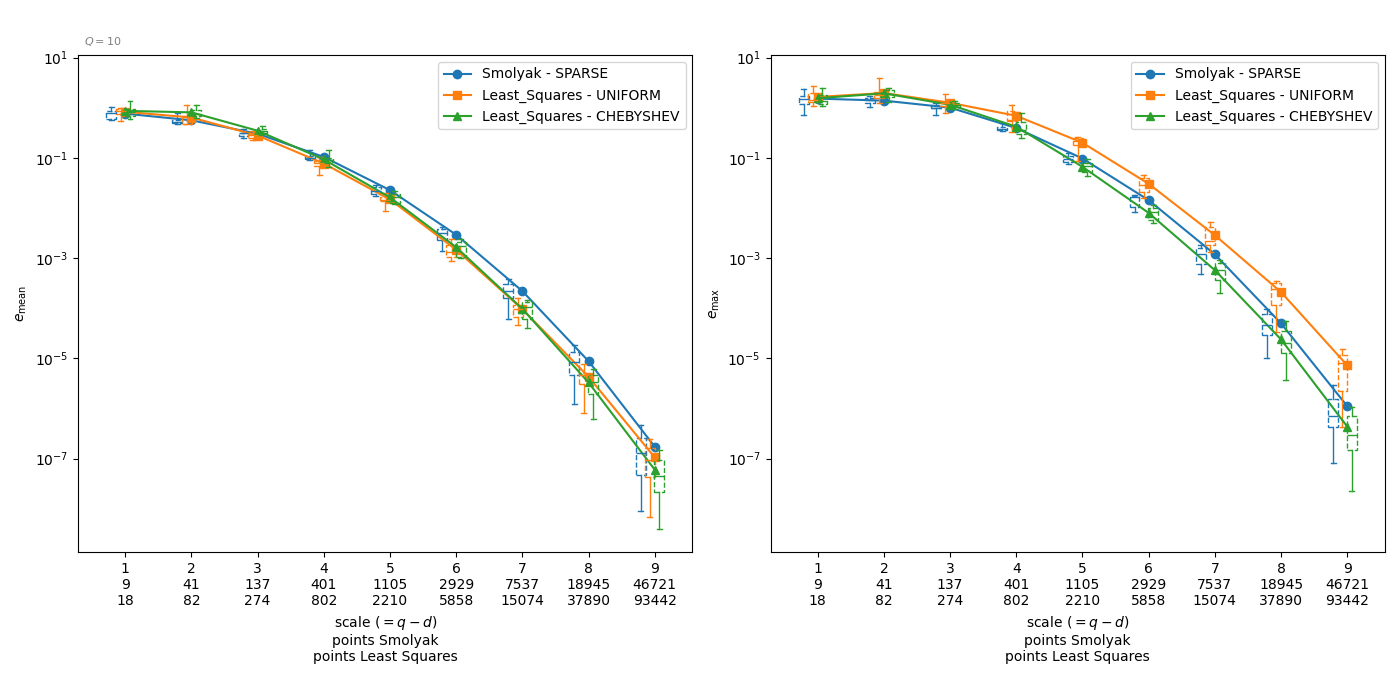 Q = 10
10^1
10^-1
10^-3
10^-5
10^-7
e_mean
Smolyak - SPARSE
Least_Squares - UNIFORM
Least_Squares - CHEBYSHEV
1 2 3 4 5 6 7 8 9
9 41 137 401 1105 2929 7537 18945 46721
18 82 274 802 2210 5858 15074 37890 93442
scale (= q − d)
points Smolyak
points Least Squares
10^1
10^-1
10^-3
10^-5
10^-7
e_max
Smolyak - SPARSE
Least_Squares - UNIFORM
Least_Squares - CHEBYSHEV
1 2 3 4 5 6 7 8 9
9 41 137 401 1105 2929 7537 18945 46721
18 82 274 802 2210 5858 15074 37890 93442
scale (= q − d)
points Smolyak
points Least Squares